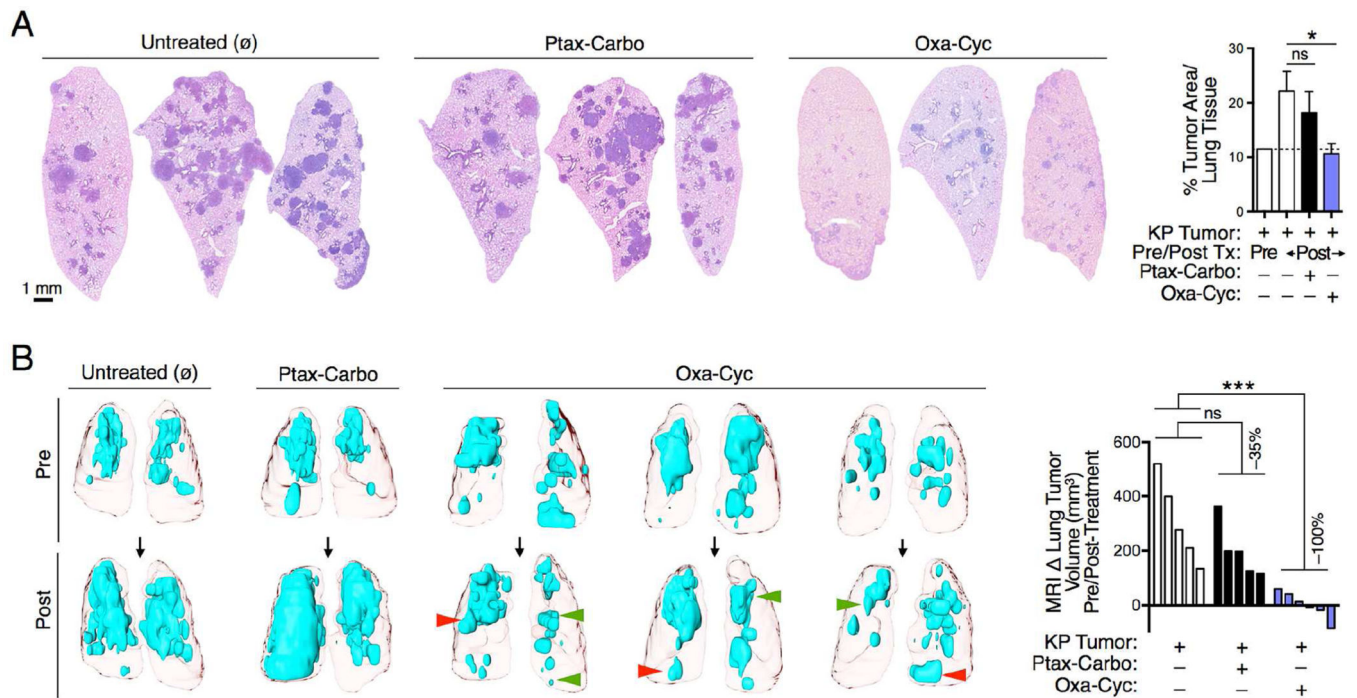 A
Untreated (ø)
Ptax-Carbo
Oxa-Cyc
1 mm
% Tumor Area/
Lung Tissue
30
20
10
0
*
ns
KP Tumor: + + + +
Pre/Post Tx: Pre ◄Post→
Ptax-Carbo: – – + –
Oxa-Cyc: – – – +
B
Untreated (ø)
Ptax-Carbo
Oxa-Cyc
Pre
Post
MRI Δ Lung Tumor
Volume (mm³)
Pre/Post-Treatment
600
400
200
0
***
ns
–35%
–100%
KP Tumor: + + +
Ptax-Carbo: – + –
Oxa-Cyc: – – +